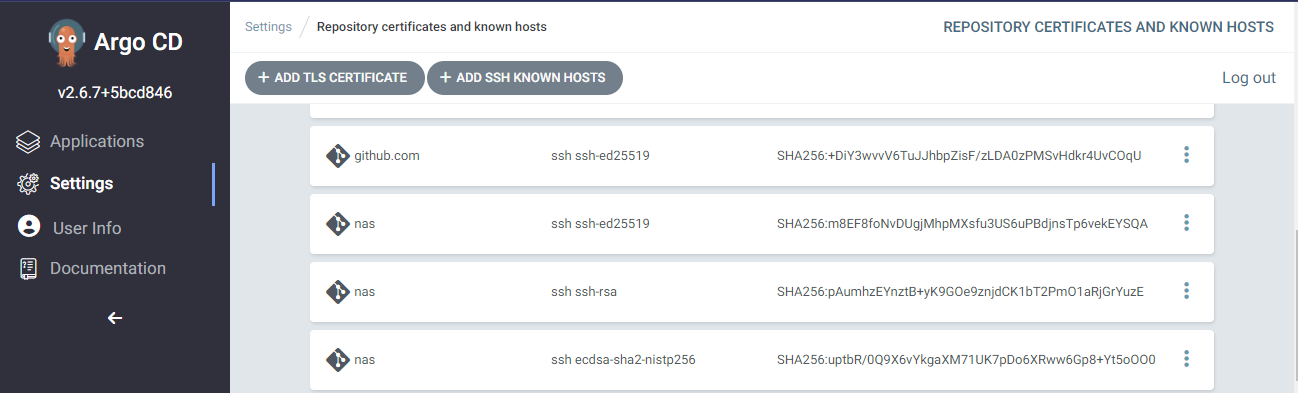 Argo CD
v2.6.7+5bcd846
Applications
Settings
User Info
Documentation
Settings / Repository certificates and known hosts
REPOSITORY CERTIFICATES AND KNOWN HOSTS
+ ADD TLS CERTIFICATE
+ ADD SSH KNOWN HOSTS
Log out
github.com ssh ssh-ed25519 SHA256:+DiY3wvvV6TuJJhbpZisF/zLDA0zPMSvHdkr4UvCOqU
nas ssh ssh-ed25519 SHA256:m8EF8foNvDUgjMhpMXsfu3US6uPBdjnsTp6vekEYSQA
nas ssh ssh-rsa SHA256:pAumhzEYnztB+yK9GOe9znjdCK1bT2PmO1aRjGrYuzE
nas ssh ecdsa-sha2-nistp256 SHA256:uptbR/0Q9X6vYkgaXM71UK7pDo6XRww6Gp8+Yt5oOO0